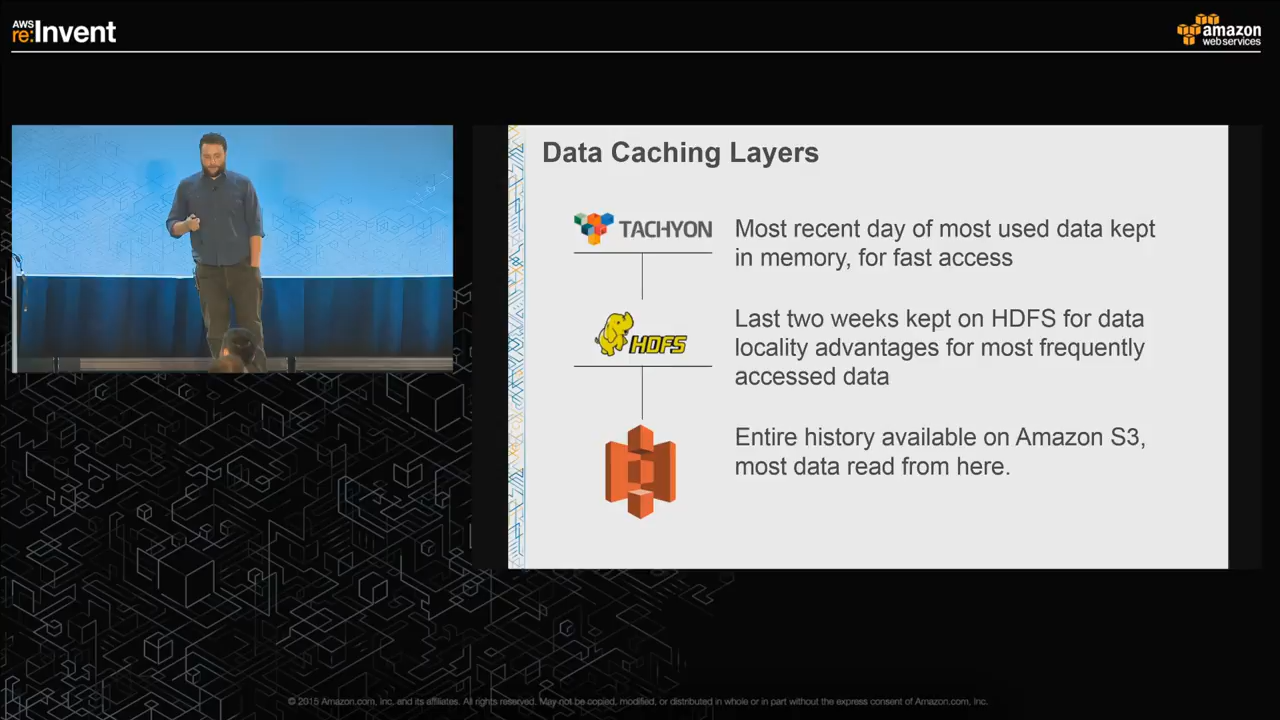 AWS
re:Invent
amazon
web services
Data Caching Layers
TACHYON
Most recent day of most used data kept
in memory, for fast access
HDFS
Last two weeks kept on HDFS for data
locality advantages for most frequently
accessed data
Entire history available on Amazon S3,
most data read from here.
© 2015 Amazon.com, Inc. and its affiliates. All rights reserved. May not be copied, modified, or distributed in whole or in part without the express consent of Amazon.com, Inc.